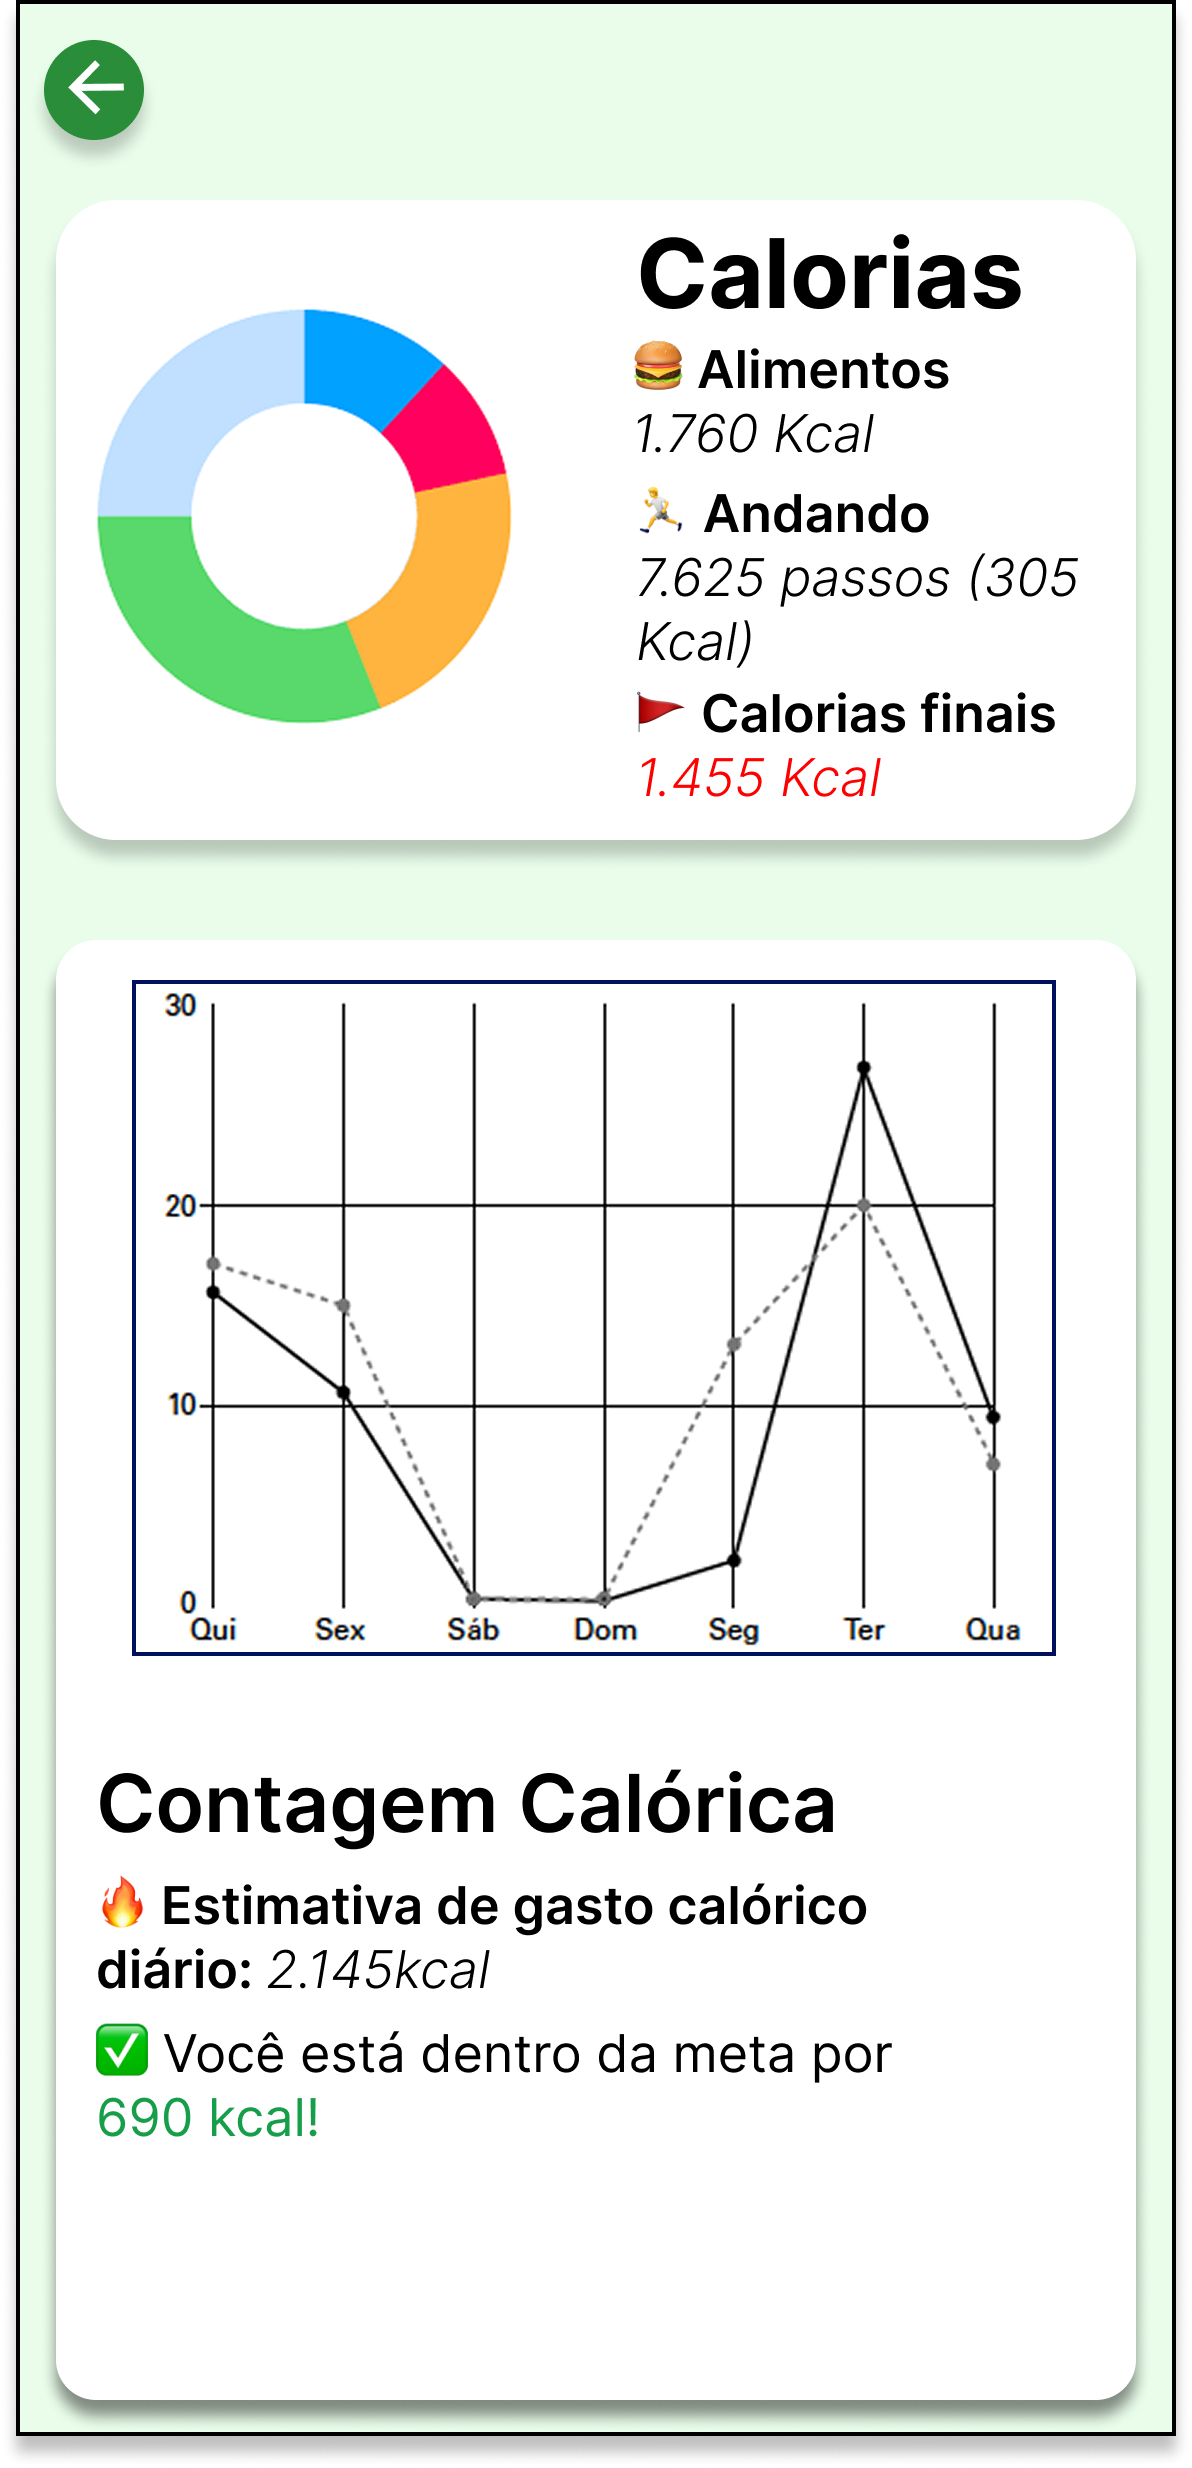 Calorias
🍔 Alimentos
1.760 Kcal
🏃 Andando
7.625 passos (305
Kcal)
🚩 Calorias finais
1.455 Kcal
30
20
10
0
Qui Sex Sáb Dom Seg Ter Qua
Contagem Calórica
🔥 Estimativa de gasto calórico
diário: 2.145kcal
✅ Você está dentro da meta por
690 kcal!